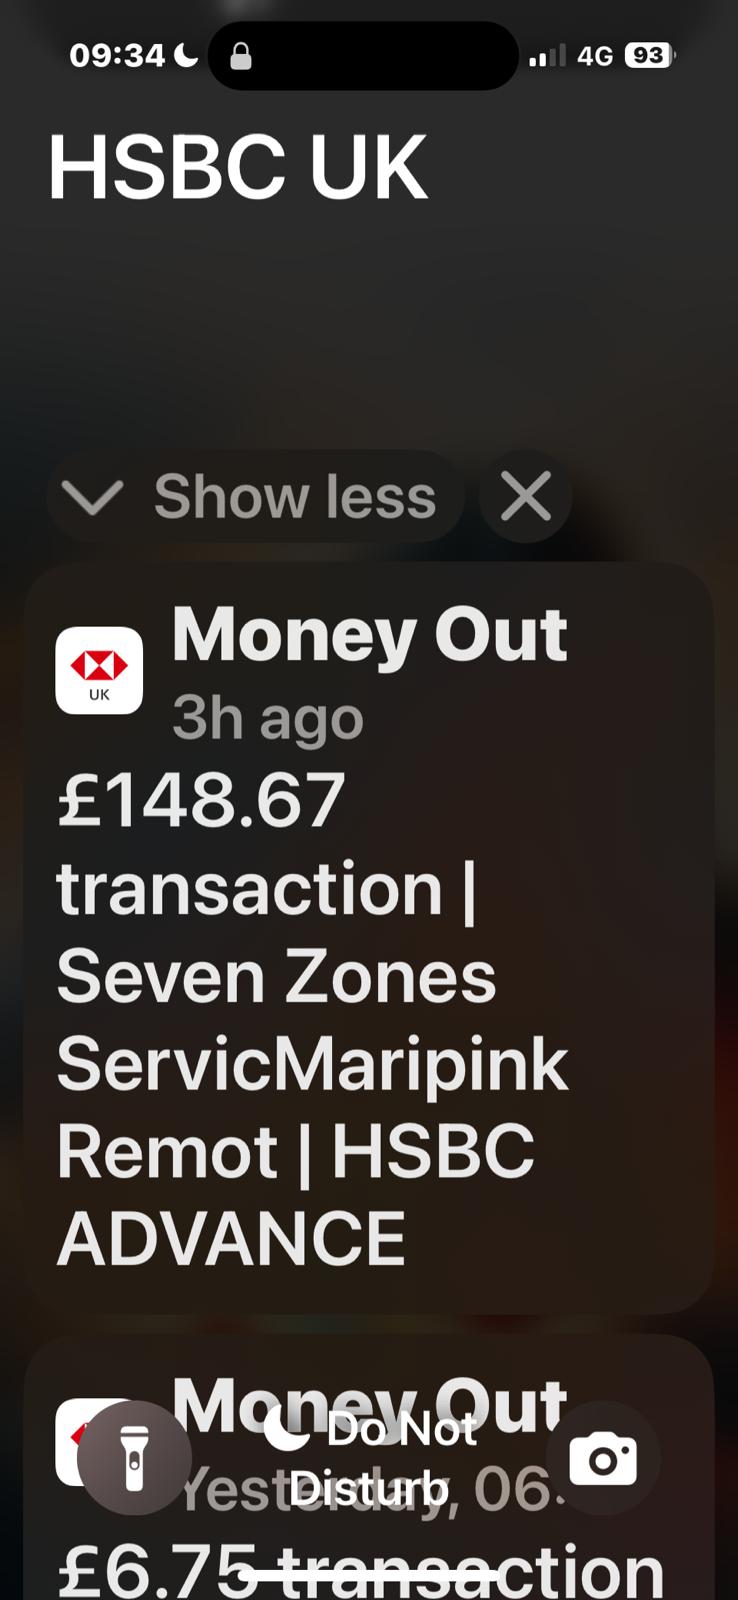 09:34
4G 93
HSBC UK
Show less
Money Out
UK
3h ago
£148.67
transaction |
Seven Zones
ServicMaripink
Remot | HSBC
ADVANCE
Money Out
Do Not
Yesterday, 06:
Disturb
£6.75 transaction